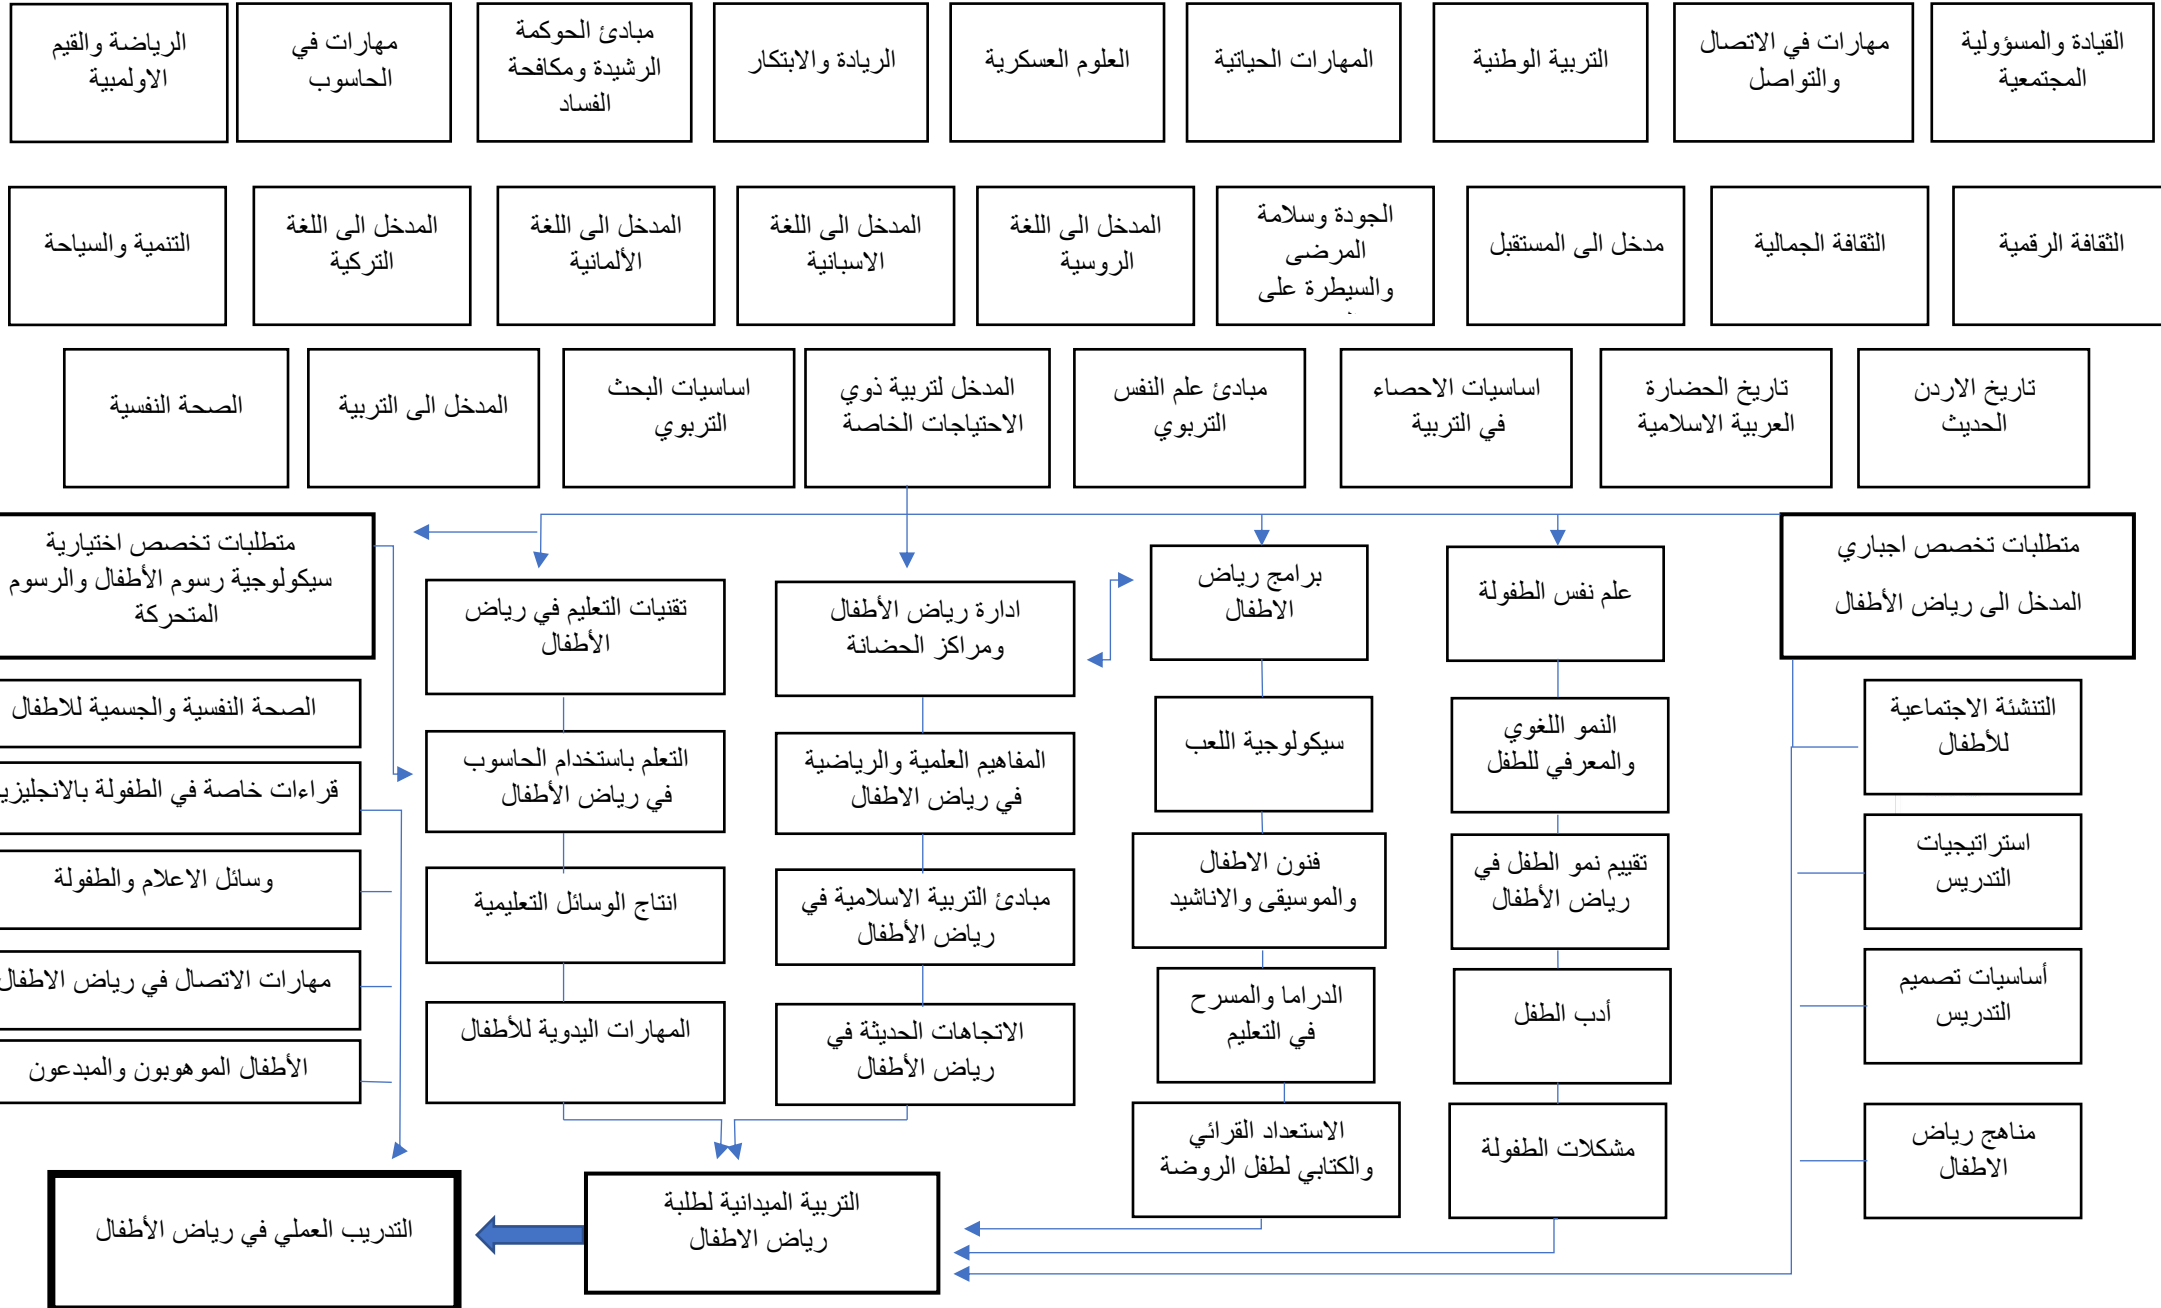 القيادة والمسؤولية
المجتمعية
مهارات في الاتصال
والتواصل
التربية الوطنية
المهارات الحياتية
العلوم العسكرية
الريادة والابتكار
مبادئ الحوكمة
الرشيدة ومكافحة
الفساد
مهارات في
الحاسوب
الرياضة والقيم
الاولمبية
الثقافة الرقمية
الثقافة الجمالية
مدخل الى المستقبل
الجودة وسلامة
المرضى
والسيطرة على
المدخل الى اللغة
الروسية
المدخل الى اللغة
الاسبانية
المدخل الى اللغة
الألمانية
المدخل الى اللغة
التركية
التنمية والسياحة
تاريخ الاردن
الحديث
تاريخ الحضارة
العربية الاسلامية
اساسيات الاحصاء
في التربية
مبادئ علم النفس
التربوي
المدخل لتربية ذوي
الاحتياجات الخاصة
اساسيات البحث
التربوي
المدخل الى التربية
الصحة النفسية
متطلبات تخصص اجباري
المدخل الى رياض الأطفال
التنشئة الاجتماعية
للأطفال
استراتيجيات
التدريس
أساسيات تصميم
التدريس
مناهج رياض
الاطفال
علم نفس الطفولة
النمو اللغوي
والمعرفي للطفل
تقييم نمو الطفل في
رياض الأطفال
أدب الطفل
مشكلات الطفولة
برامج رياض
الاطفال
سيكولوجية اللعب
فنون الاطفال
والموسيقى والاناشيد
الدراما والمسرح
في التعليم
الاستعداد القرائي
والكتابي لطفل الروضة
ادارة رياض الأطفال
ومراكز الحضانة
المفاهيم العلمية والرياضية
في رياض الاطفال
مبادئ التربية الاسلامية في
رياض الأطفال
الاتجاهات الحديثة في
رياض الأطفال
تقنيات التعليم في رياض
الأطفال
التعلم باستخدام الحاسوب
في رياض الأطفال
انتاج الوسائل التعليمية
المهارات اليدوية للأطفال
متطلبات تخصص اختيارية
سيكولوجية رسوم الأطفال والرسوم
المتحركة
الصحة النفسية والجسمية للاطفال
قراءات خاصة في الطفولة بالانجليزي
وسائل الاعلام والطفولة
مهارات الاتصال في رياض الاطفال
الأطفال الموهوبون والمبدعون
التربية الميدانية لطلبة
رياض الاطفال
التدريب العملي في رياض الأطفال